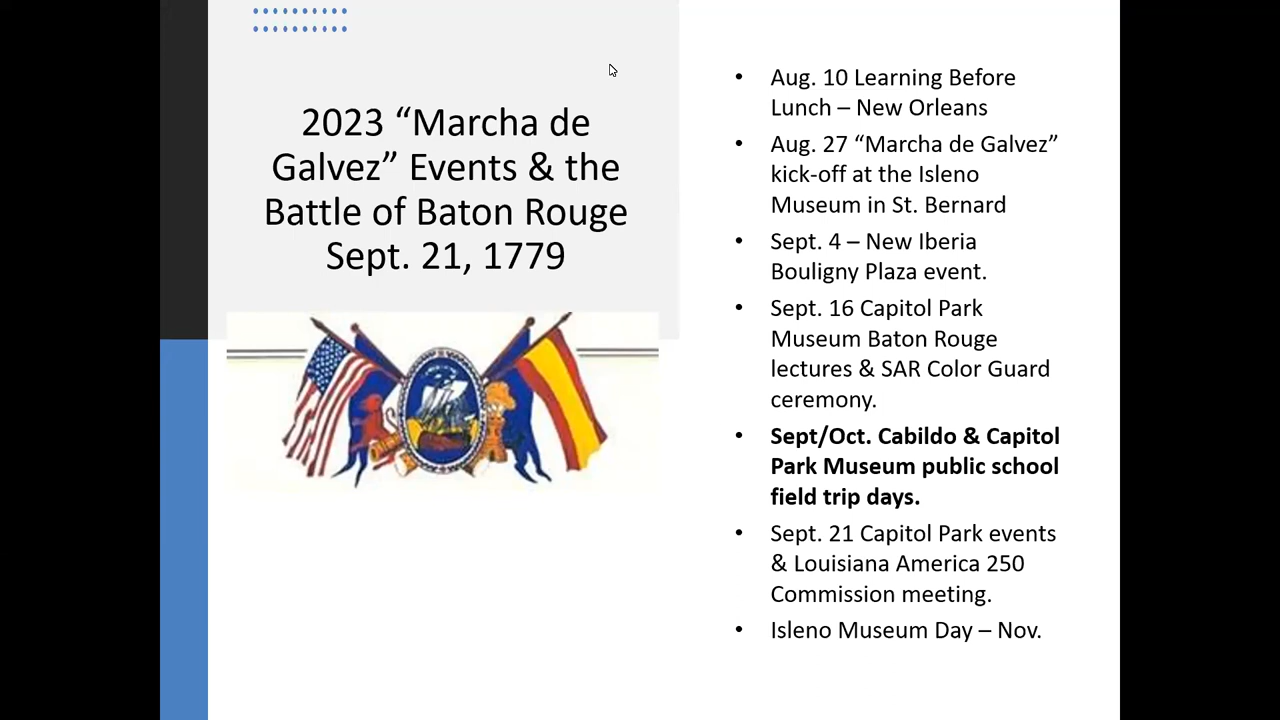 2023 “Marcha de
Galvez” Events & the
Battle of Baton Rouge
Sept. 21, 1779
• Aug. 10 Learning Before
Lunch – New Orleans
• Aug. 27 “Marcha de Galvez”
kick-off at the Isleno
Museum in St. Bernard
• Sept. 4 – New Iberia
Bouligny Plaza event.
• Sept. 16 Capitol Park
Museum Baton Rouge
lectures & SAR Color Guard
ceremony.
• Sept/Oct. Cabildo & Capitol
Park Museum public school
field trip days.
• Sept. 21 Capitol Park events
& Louisiana America 250
Commission meeting.
• Isleno Museum Day – Nov.